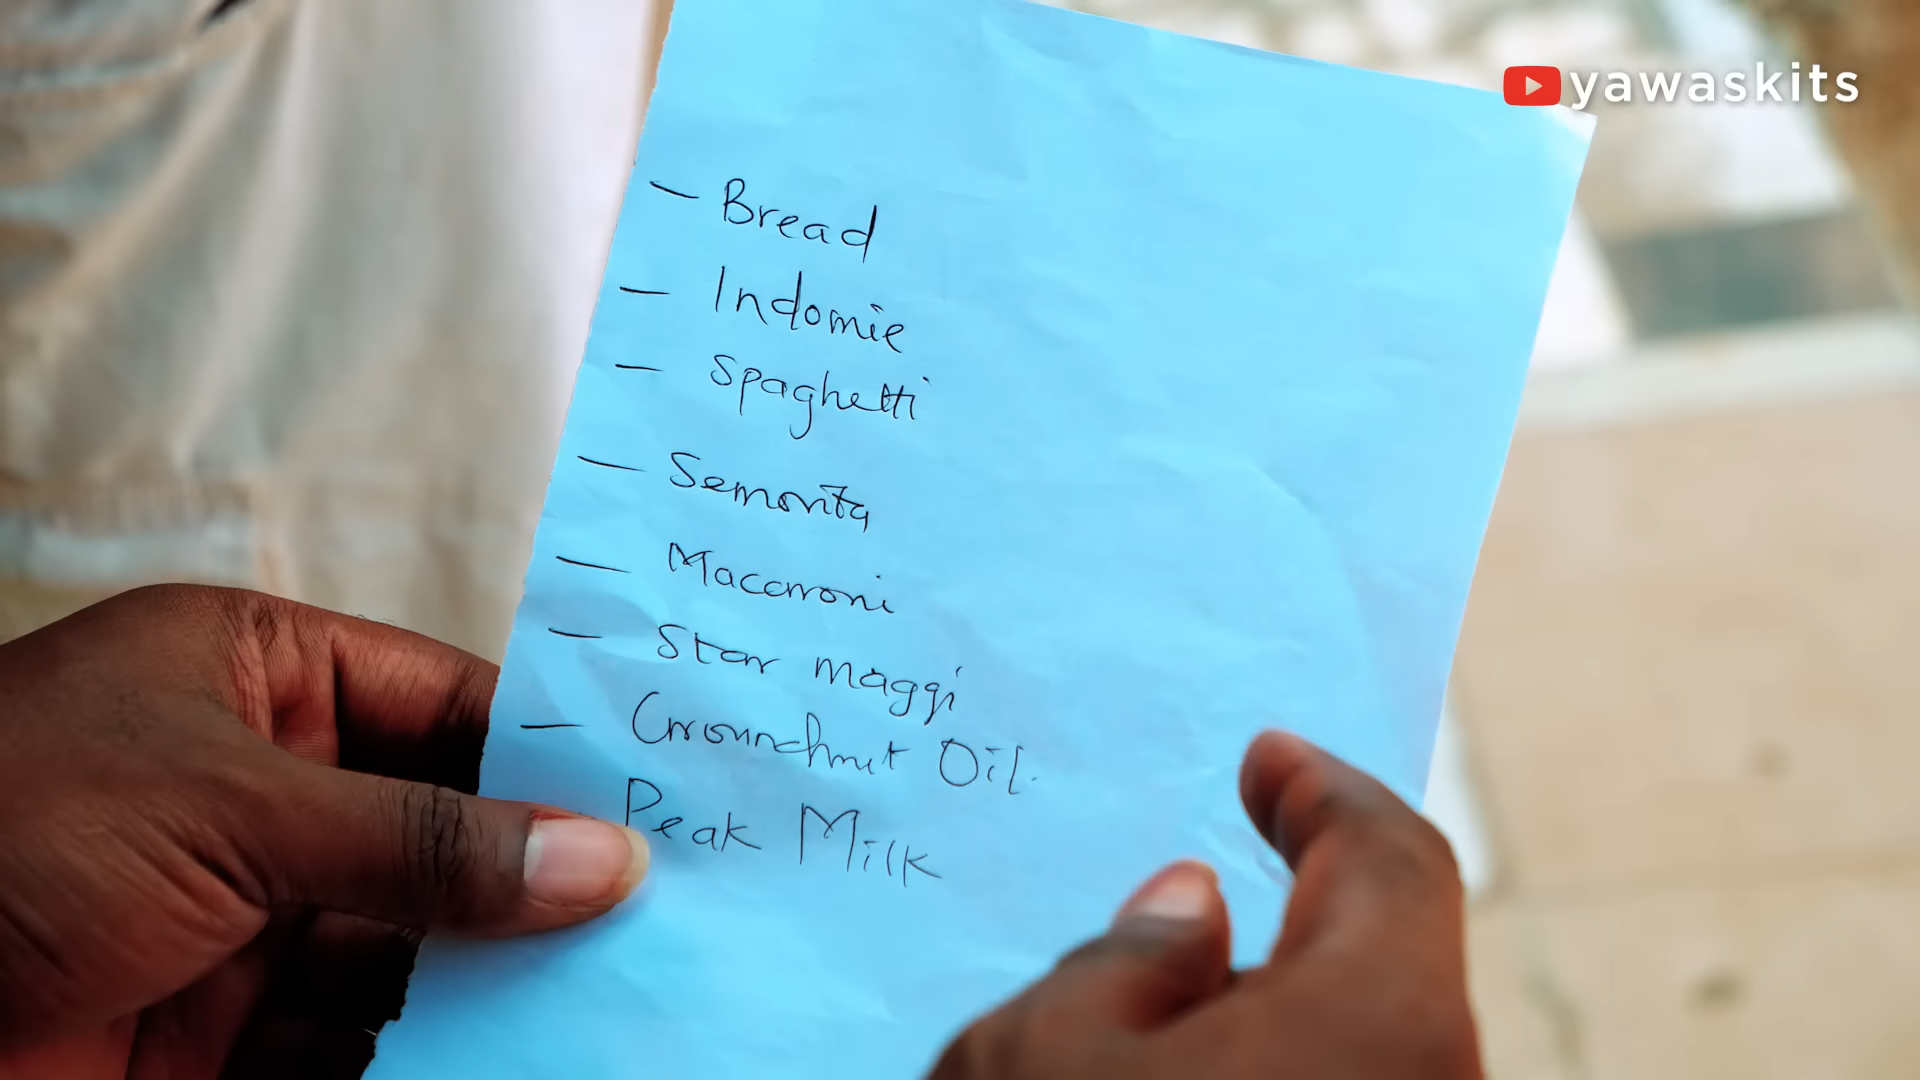 yawaskits
- Bread
- Indomie
- Spaghetti
- Semovita
- Macaroni
- Star maggi
- Groundnut Oil.
Peak Milk